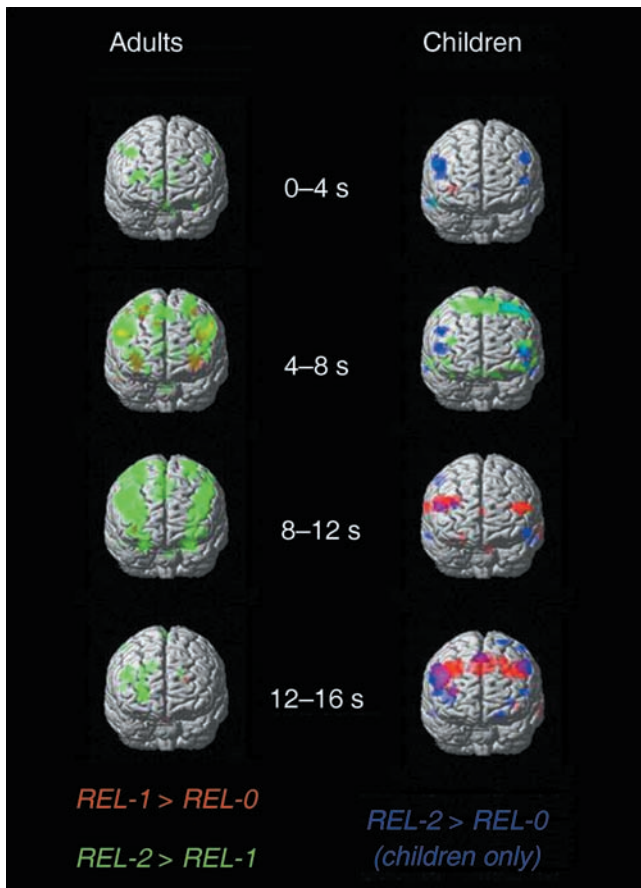 Adults Children
0–4 s
4–8 s
8–12 s
12–16 s
REL-1 > REL-0
REL-2 > REL-1
REL-2 > REL-0
(children only)